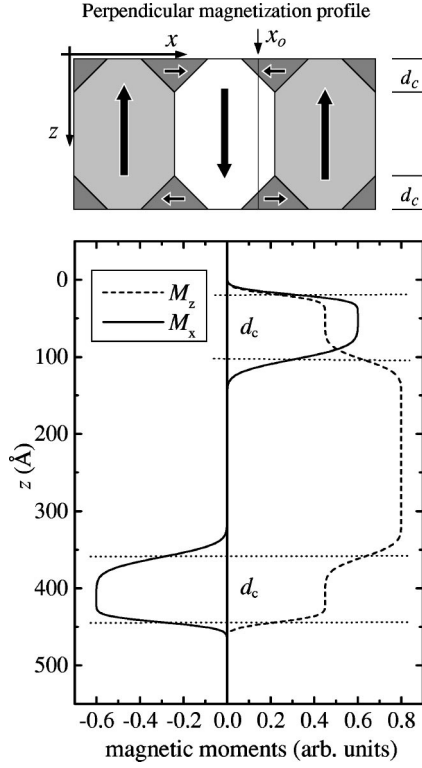 Perpendicular magnetization profile
x
x_o
z
d_c
d_c
M_z
M_x
d_c
d_c
0
100
200
300
400
500
z (Å)
-0.6 -0.4 -0.2 0.0 0.2 0.4 0.6 0.8
magnetic moments (arb. units)